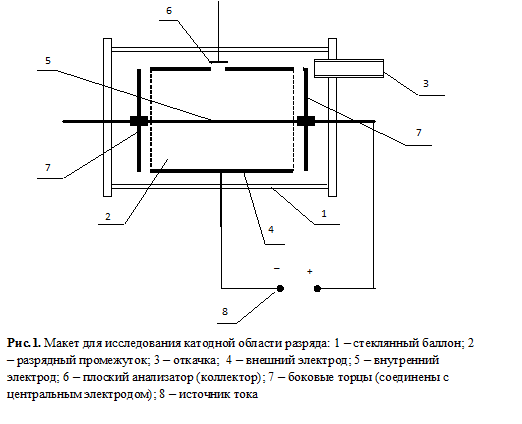 6
5
3
7
7
2
4
1
– +
8
Рис.1. Макет для исследования катодной области разряда: 1 – стеклянный баллон; 2
– разрядный промежуток; 3 – откачка; 4 – внешний электрод; 5 – внутренний
электрод; 6 – плоский анализатор (коллектор); 7 – боковые торцы (соединены с
центральным электродом); 8 – источник тока